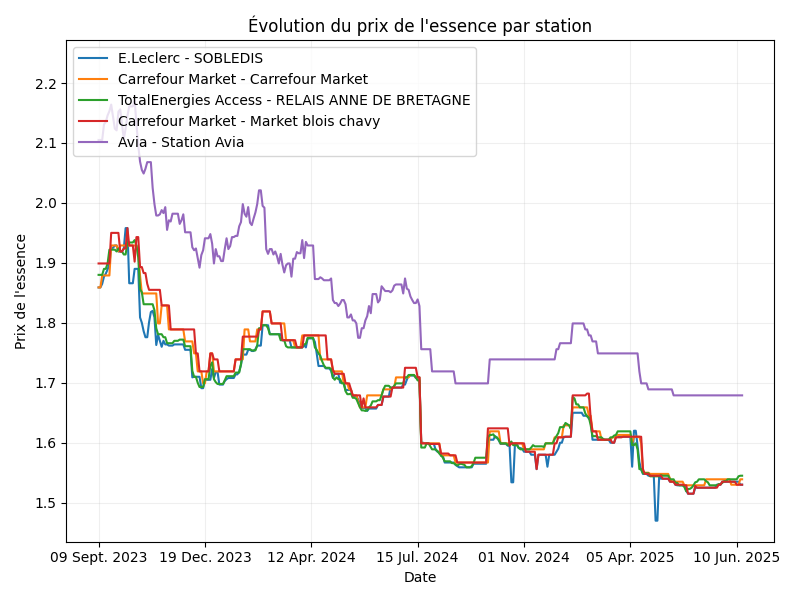 Évolution du prix de l'essence par station
E.Leclerc - SOBLEDIS
Carrefour Market - Carrefour Market
TotalEnergies Access - RELAIS ANNE DE BRETAGNE
Carrefour Market - Market blois chavy
Avia - Station Avia
Prix de l'essence
2.2
2.1
2.0
1.9
1.8
1.7
1.6
1.5
09 Sept. 2023 19 Dec. 2023 12 Apr. 2024 15 Jul. 2024 01 Nov. 2024 05 Apr. 2025 10 Jun. 2025
Date